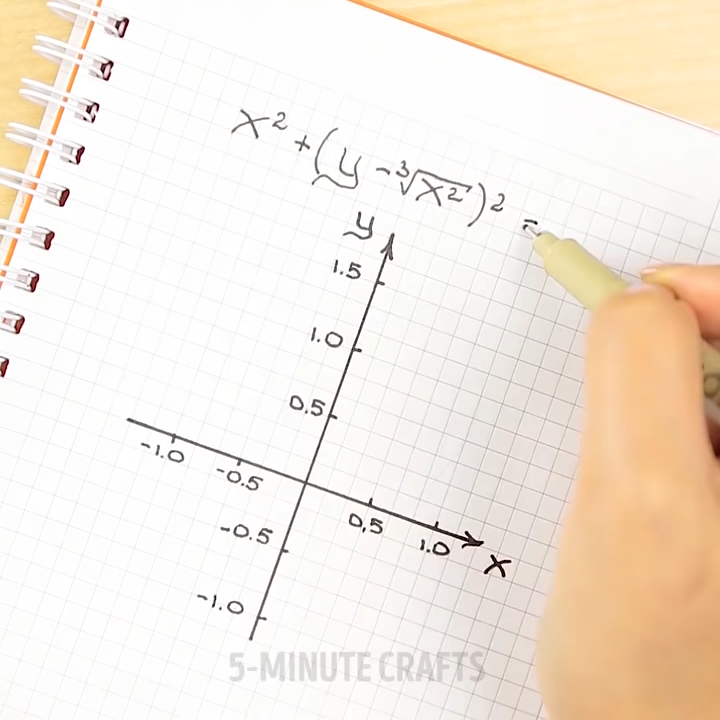 x² + (y - ³√x²)² =
y
1.5
1.0
0.5
-1.0
-0.5
0,5
1.0
x
-0.5
-1.0
5-MINUTE CRAFTS